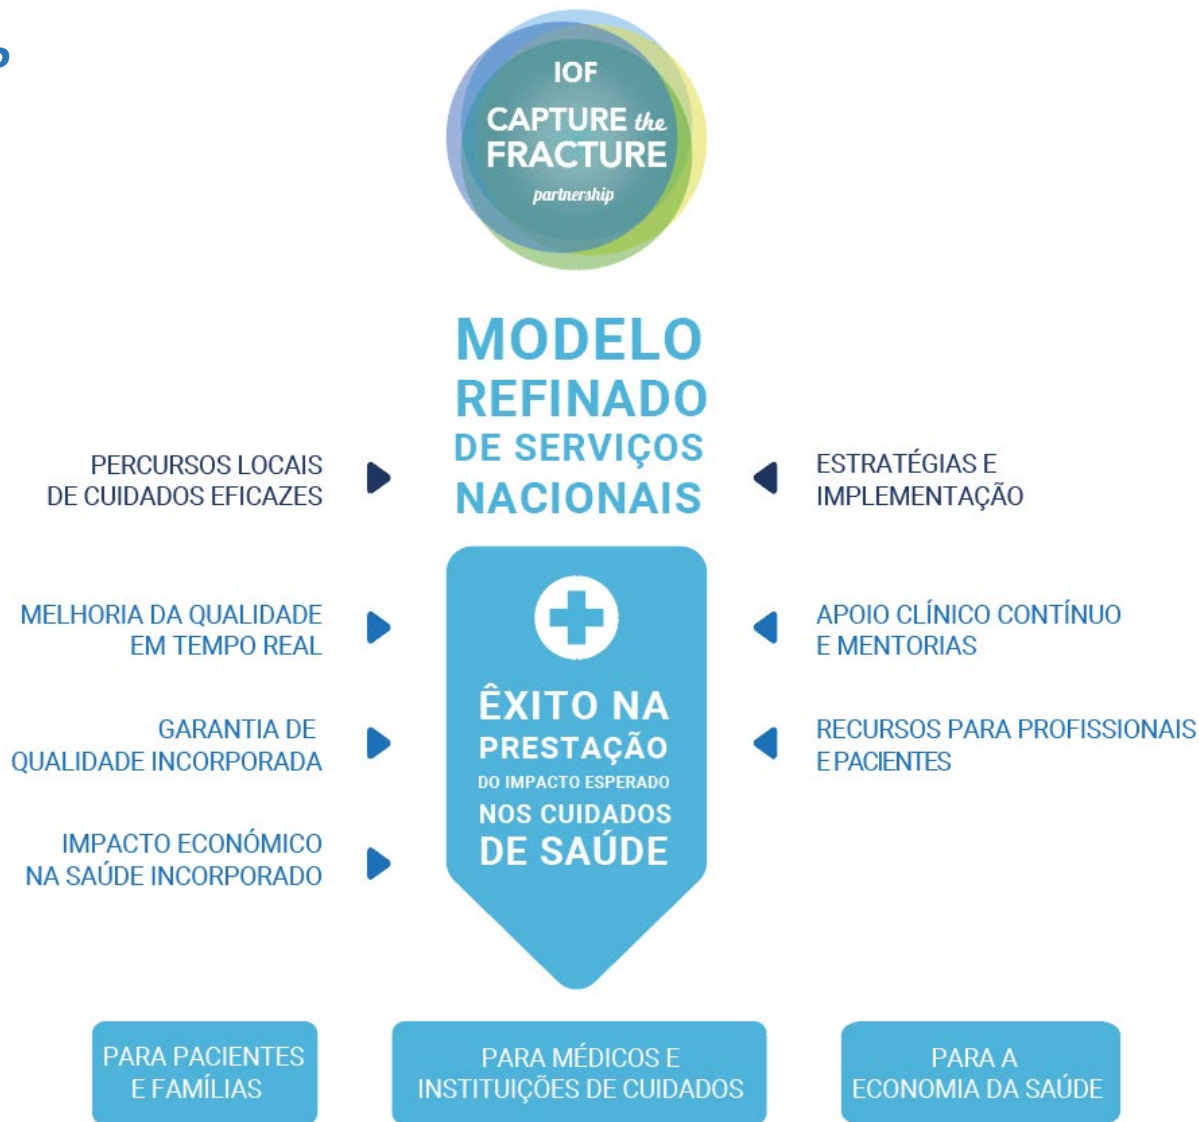 IOF
CAPTURE the
FRACTURE
partnership
MODELO
REFINADO
DE SERVIÇOS
NACIONAIS
PERCURSOS LOCAIS
DE CUIDADOS EFICAZES
ESTRATÉGIAS E
IMPLEMENTAÇÃO
MELHORIA DA QUALIDADE
EM TEMPO REAL
APOIO CLÍNICO CONTÍNUO
E MENTORIAS
GARANTIA DE
QUALIDADE INCORPORADA
RECURSOS PARA PROFISSIONAIS
E PACIENTES
IMPACTO ECONÓMICO
NA SAÚDE INCORPORADO
ÊXITO NA
PRESTAÇÃO
DO IMPACTO ESPERADO
NOS CUIDADOS
DE SAÚDE
PARA PACIENTES
E FAMÍLIAS
PARA MÉDICOS E
INSTITUIÇÕES DE CUIDADOS
PARA A
ECONOMIA DA SAÚDE